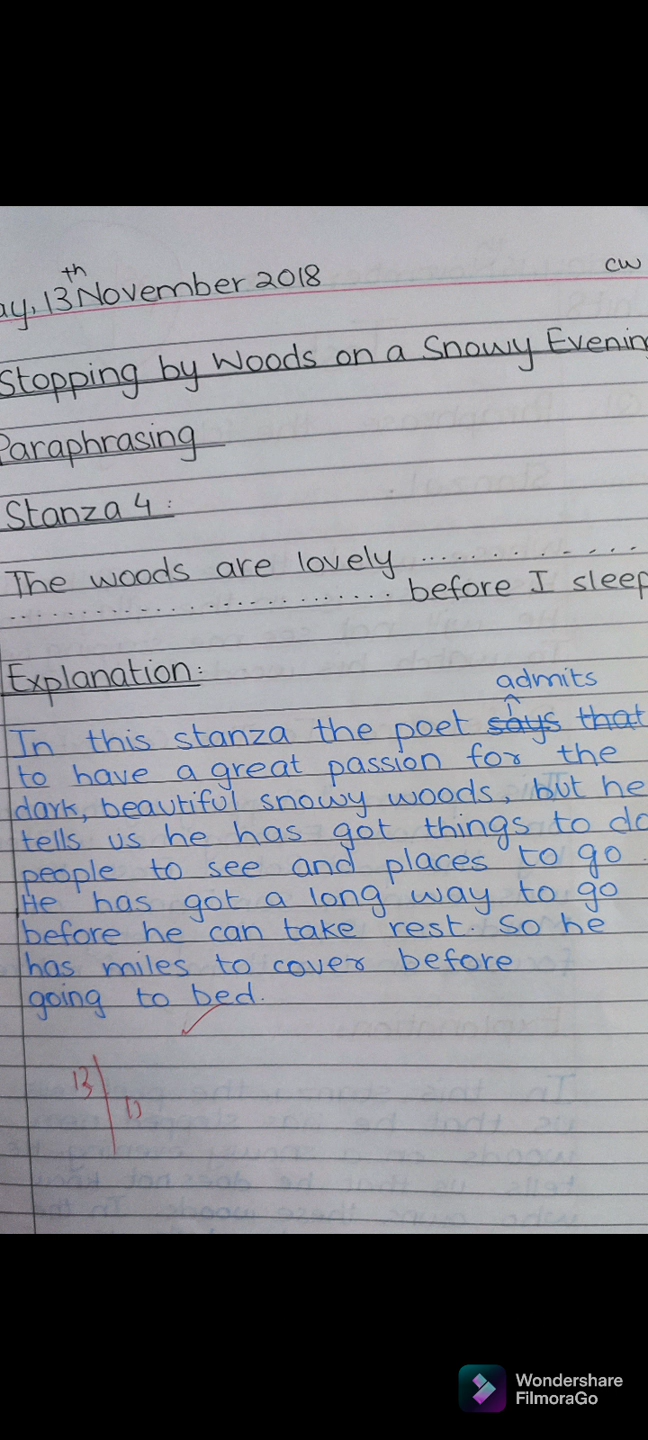 ay, 13th November 2018 CW
Stopping by Woods on a Snowy Evenin
Paraphrasing
Stanza 4:
The woods are lovely ..............
.......................... before I sleep
Explanation:
admits
In this stanza the poet says that
to have a great passion for the
dark, beautiful snowy woods, but he
tells us he has got things to do
people to see and places to go.
He has got a long way to go
before he can take rest. So he
has miles to cover before
going to bed.
13
11
Wondershare
FilmoraGo